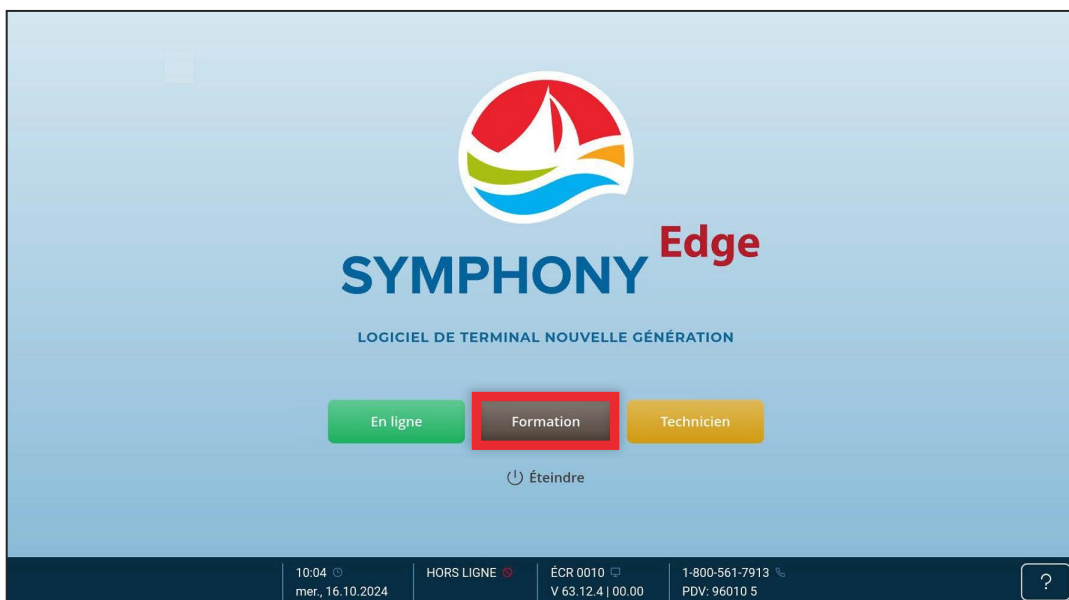 SYMPHONY Edge
LOGICIEL DE TERMINAL NOUVELLE GÉNÉRATION
En ligne
Formation
Technicien
Éteindre
10:04
mer., 16.10.2024
HORS LIGNE
ÉCR 0010
V 63.12.4 | 00.00
1-800-561-7913
PDV: 96010 5
?